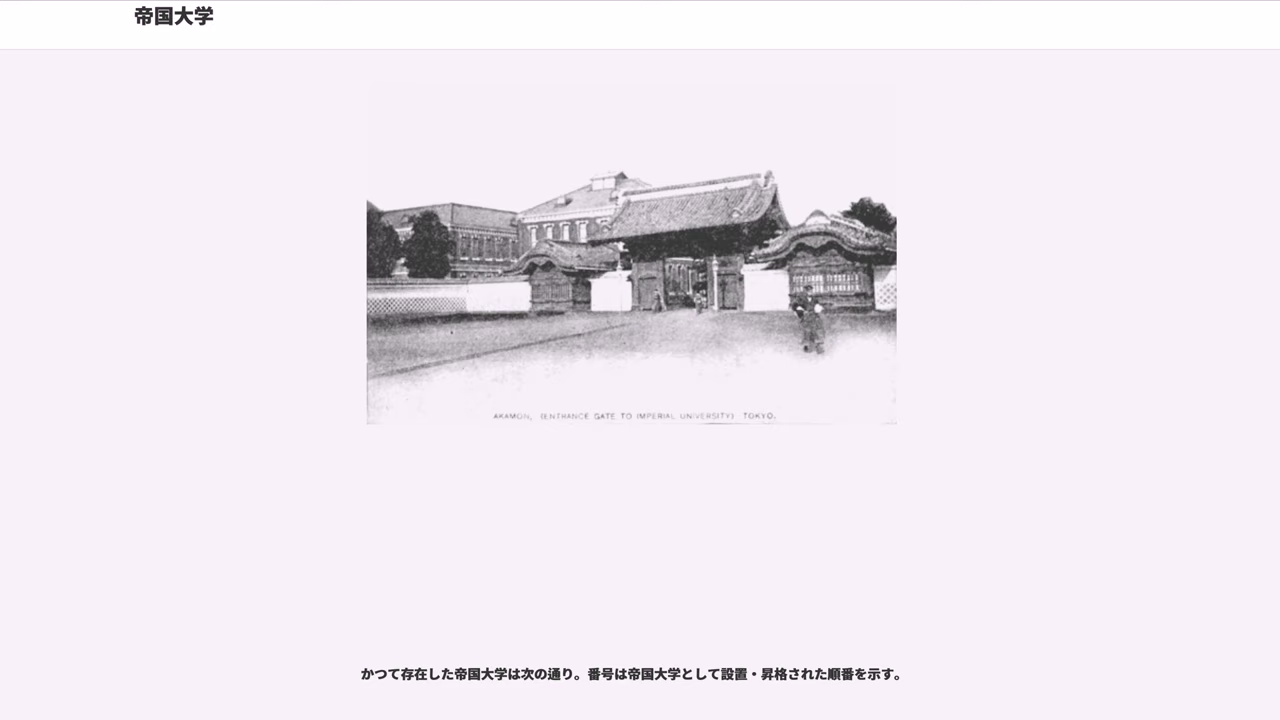 帝国大学
AKAMON, (ENTRANCE GATE TO IMPERIAL UNIVERSITY) TOKYO.
かつて存在した帝国大学は次の通り。番号は帝国大学として設置・昇格された順番を示す。